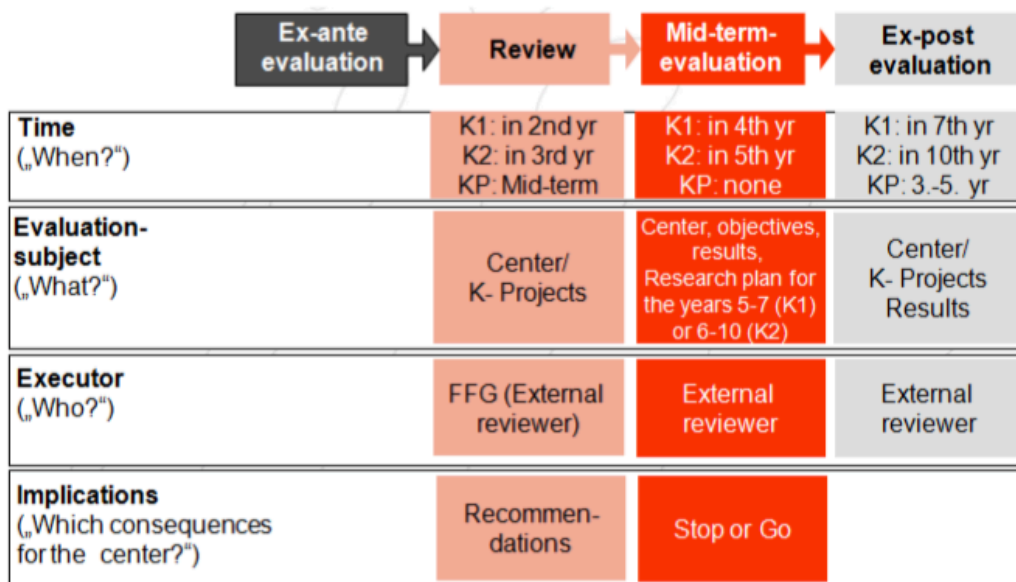 Ex-ante
evaluation
Review
Mid-term-
evaluation
Ex-post
evaluation
Time
(„When?“)
K1: in 2nd yr
K2: in 3rd yr
KP: Mid-term
K1: in 4th yr
K2: in 5th yr
KP: none
K1: in 7th yr
K2: in 10th yr
KP: 3.-5. yr
Evaluation-
subject
(„What?“)
Center/
K- Projects
Center, objectives,
results,
Research plan for
the years 5-7 (K1)
or 6-10 (K2)
Center/
K- Projects
Results
Executor
(„Who?“)
FFG (External
reviewer)
External
reviewer
External
reviewer
Implications
(„Which consequences
for the center?“)
Recommen-
dations
Stop or Go